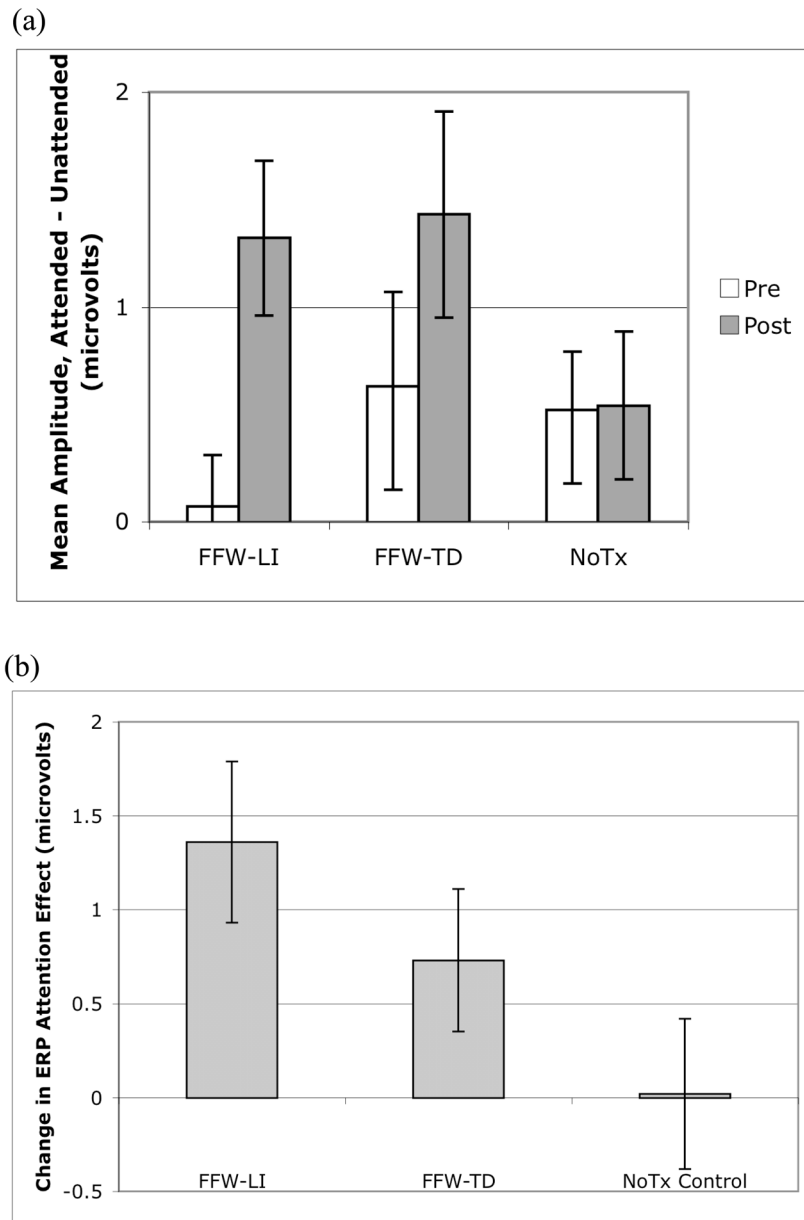 (a)
Mean Amplitude, Attended - Unattended
(microvolts)
2
1
0
FFW-LI
FFW-TD
NoTx
Pre
Post
(b)
Change in ERP Attention Effect (microvolts)
2
1.5
1
0.5
0
-0.5
FFW-LI
FFW-TD
NoTx Control